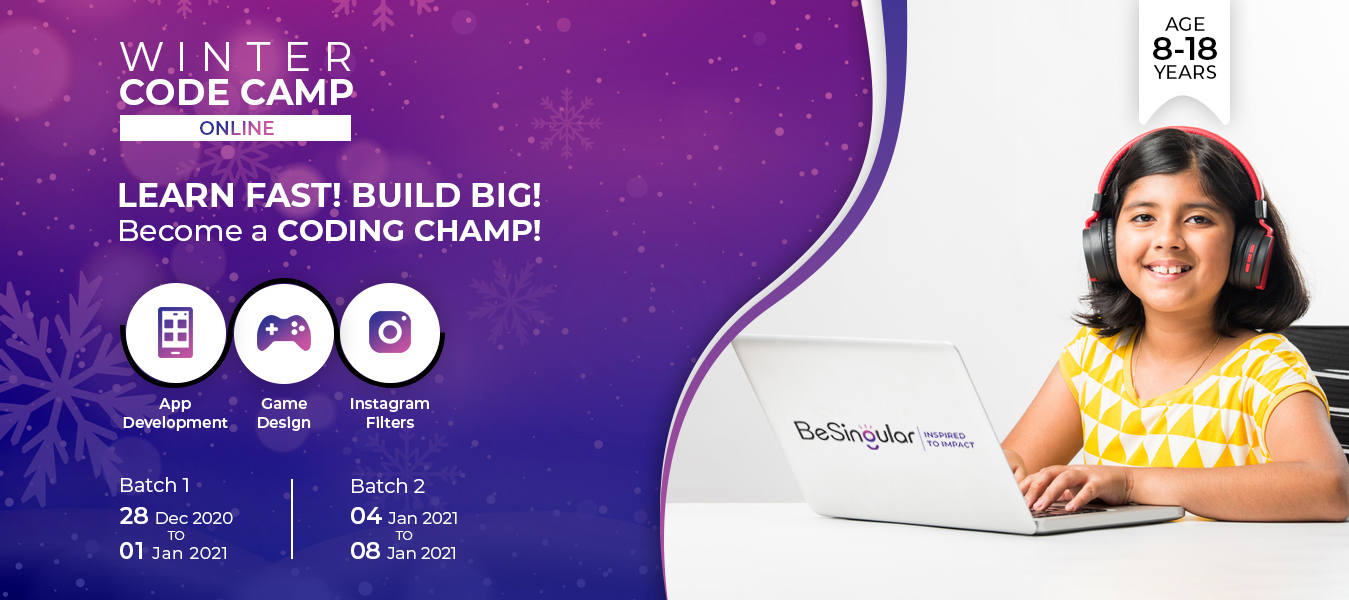 WINTER
CODE CAMP
ONLINE
LEARN FAST! BUILD BIG!
Become a CODING CHAMP!
App
Development
Game
Design
Instagram
Filters
Batch 1
28 Dec 2020
TO
01 Jan 2021
Batch 2
04 Jan 2021
TO
08 Jan 2021
AGE
8-18
YEARS
BeSingular
INSPIRED
TO IMPACT